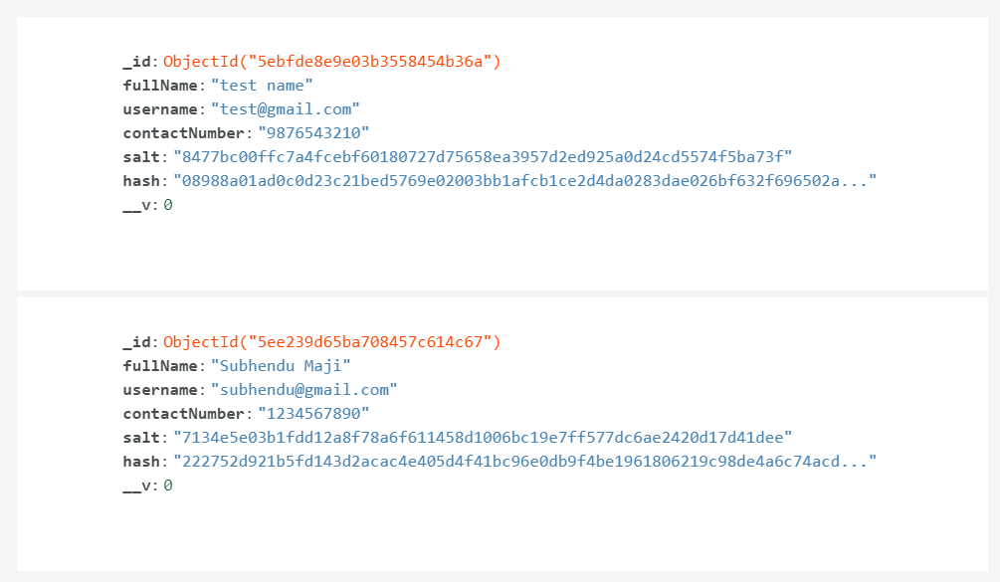 _id: ObjectId("5ebfde8e9e03b3558454b36a")
fullName: "test name"
username: "test@gmail.com"
contactNumber: "9876543210"
salt: "8477bc00ffc7a4fcebf60180727d75658ea3957d2ed925a0d24cd5574f5ba73f"
hash: "08988a01ad0c0d23c21bed5769e02003bb1afcb1ce2d4da0283dae026bf632f696502a..."
__v: 0
_id: ObjectId("5ee239d65ba708457c614c67")
fullName: "Subhendu Maji"
username: "subhendu@gmail.com"
contactNumber: "1234567890"
salt: "7134e5e03b1fdd12a8f78a6f611458d1006bc19e7ff577dc6ae2420d17d41dee"
hash: "222752d921b5fd143d2acac4e405d4f41bc96e0db9f4be1961806219c98de4a6c74acd..."
__v: 0